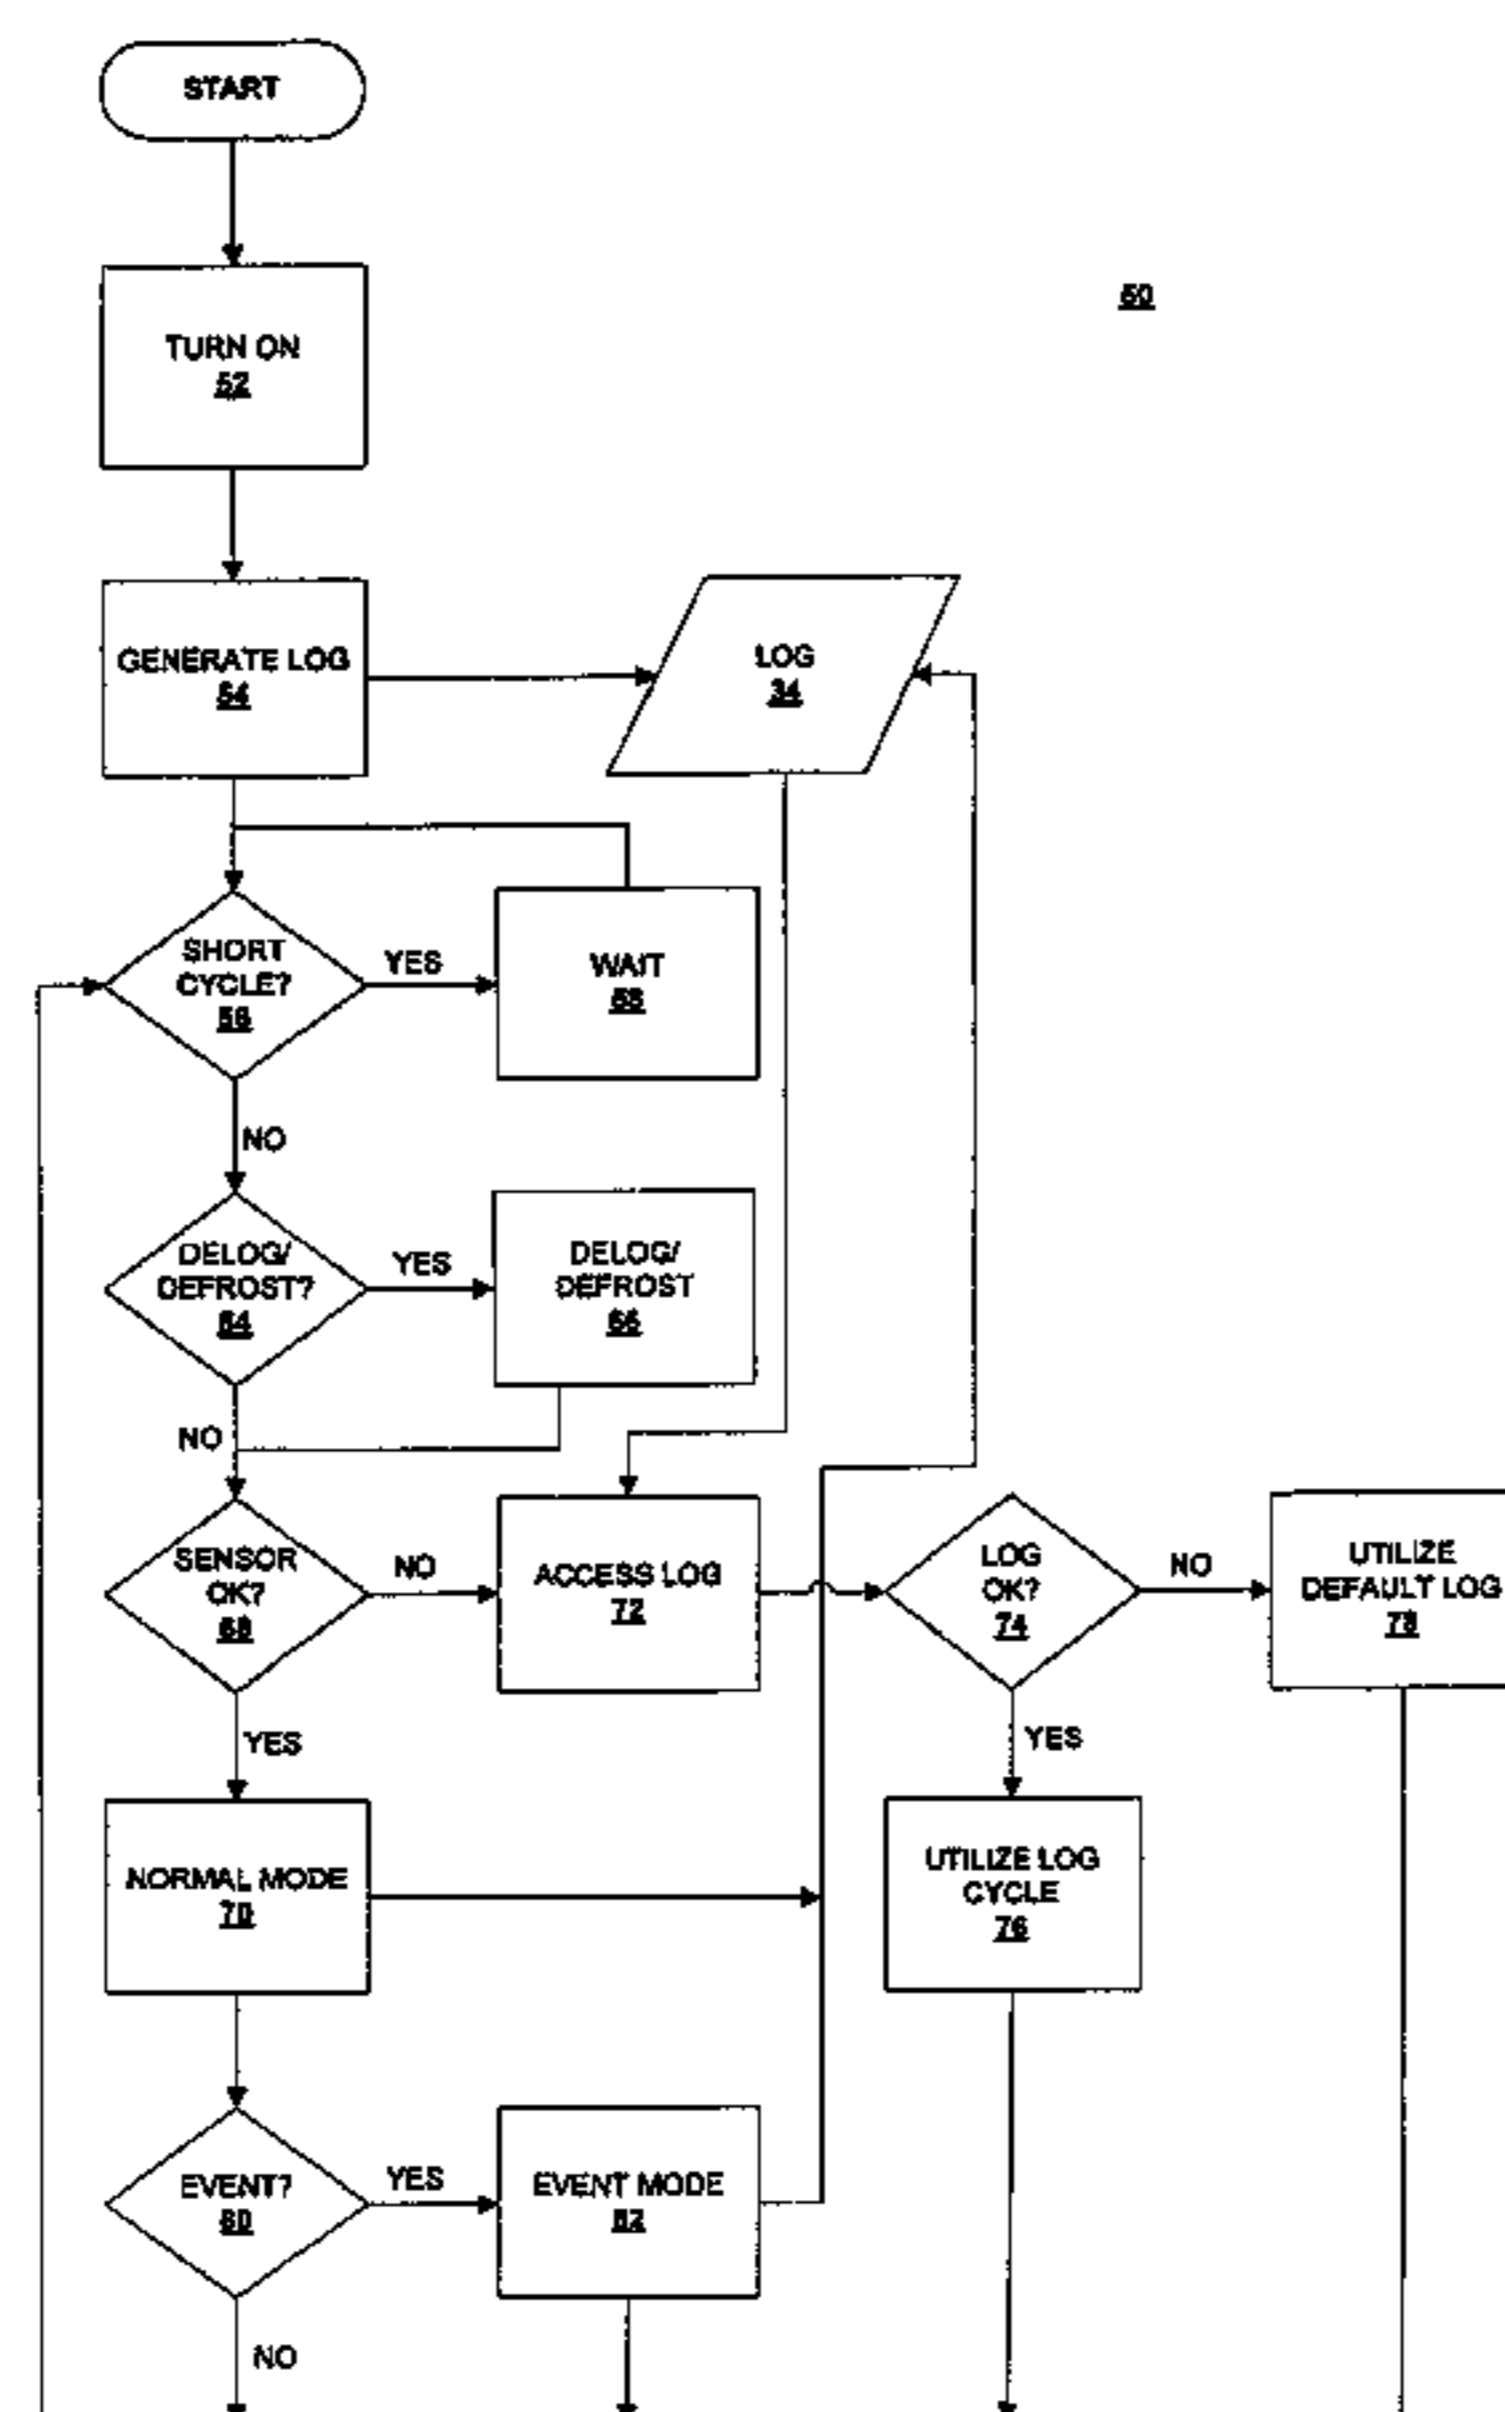 START
TURN ON
52
50
GENERATE LOG
54
LOG
34
SHORT
CYCLE?
56
YES
WAIT
58
NO
DELOG/
DEFROST?
64
YES
DELOG/
DEFROST
66
NO
SENSOR
OK?
68
NO
ACCESS LOG
72
LOG
OK?
74
NO
UTILIZE
DEFAULT LOG
78
YES
YES
NORMAL MODE
70
UTILIZE LOG
CYCLE
76
EVENT?
80
YES
EVENT MODE
82
NO